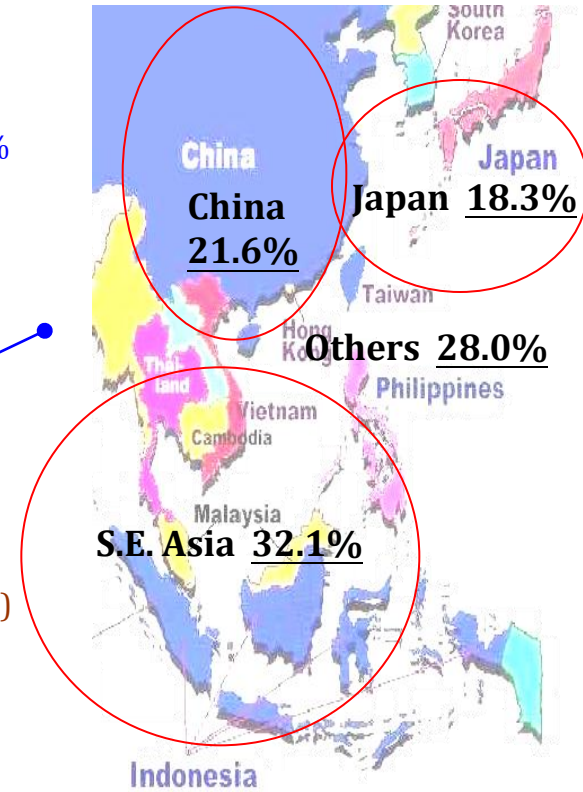 South
Korea
%
China
Japan
China
21.6%
Japan 18.3%
Taiwan
Hong
Kong
Others 28.0%
Thai-
land
Philippines
Vietnam
Cambodia
Malaysia
S.E. Asia 32.1%
)
Indonesia